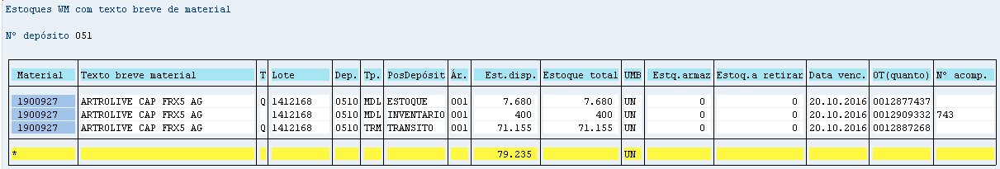 Estoques WM com texto breve de material
Nº depósito 051
Material Texto breve material T Lote Dep. Tp. PosDepósit Ár. Est.disp. Estoque total UMB Estq.armaz Estoq.a retirar Data venc. OT(quanto) Nº acomp.
1900927 ARTROLIVE CAP FRX5 AG Q 1412168 0510 MDL ESTOQUE 001 7.680 7.680 UN 0 0 20.10.2016 0012877437
1900927 ARTROLIVE CAP FRX5 AG 1412168 0510 MDL INVENTARIO 001 400 400 UN 0 0 20.10.2016 0012909332 743
1900927 ARTROLIVE CAP FRX5 AG Q 1412168 0510 TRM TRANSITO 001 71.155 71.155 UN 0 0 20.10.2016 0012887268
* 79.235 UN